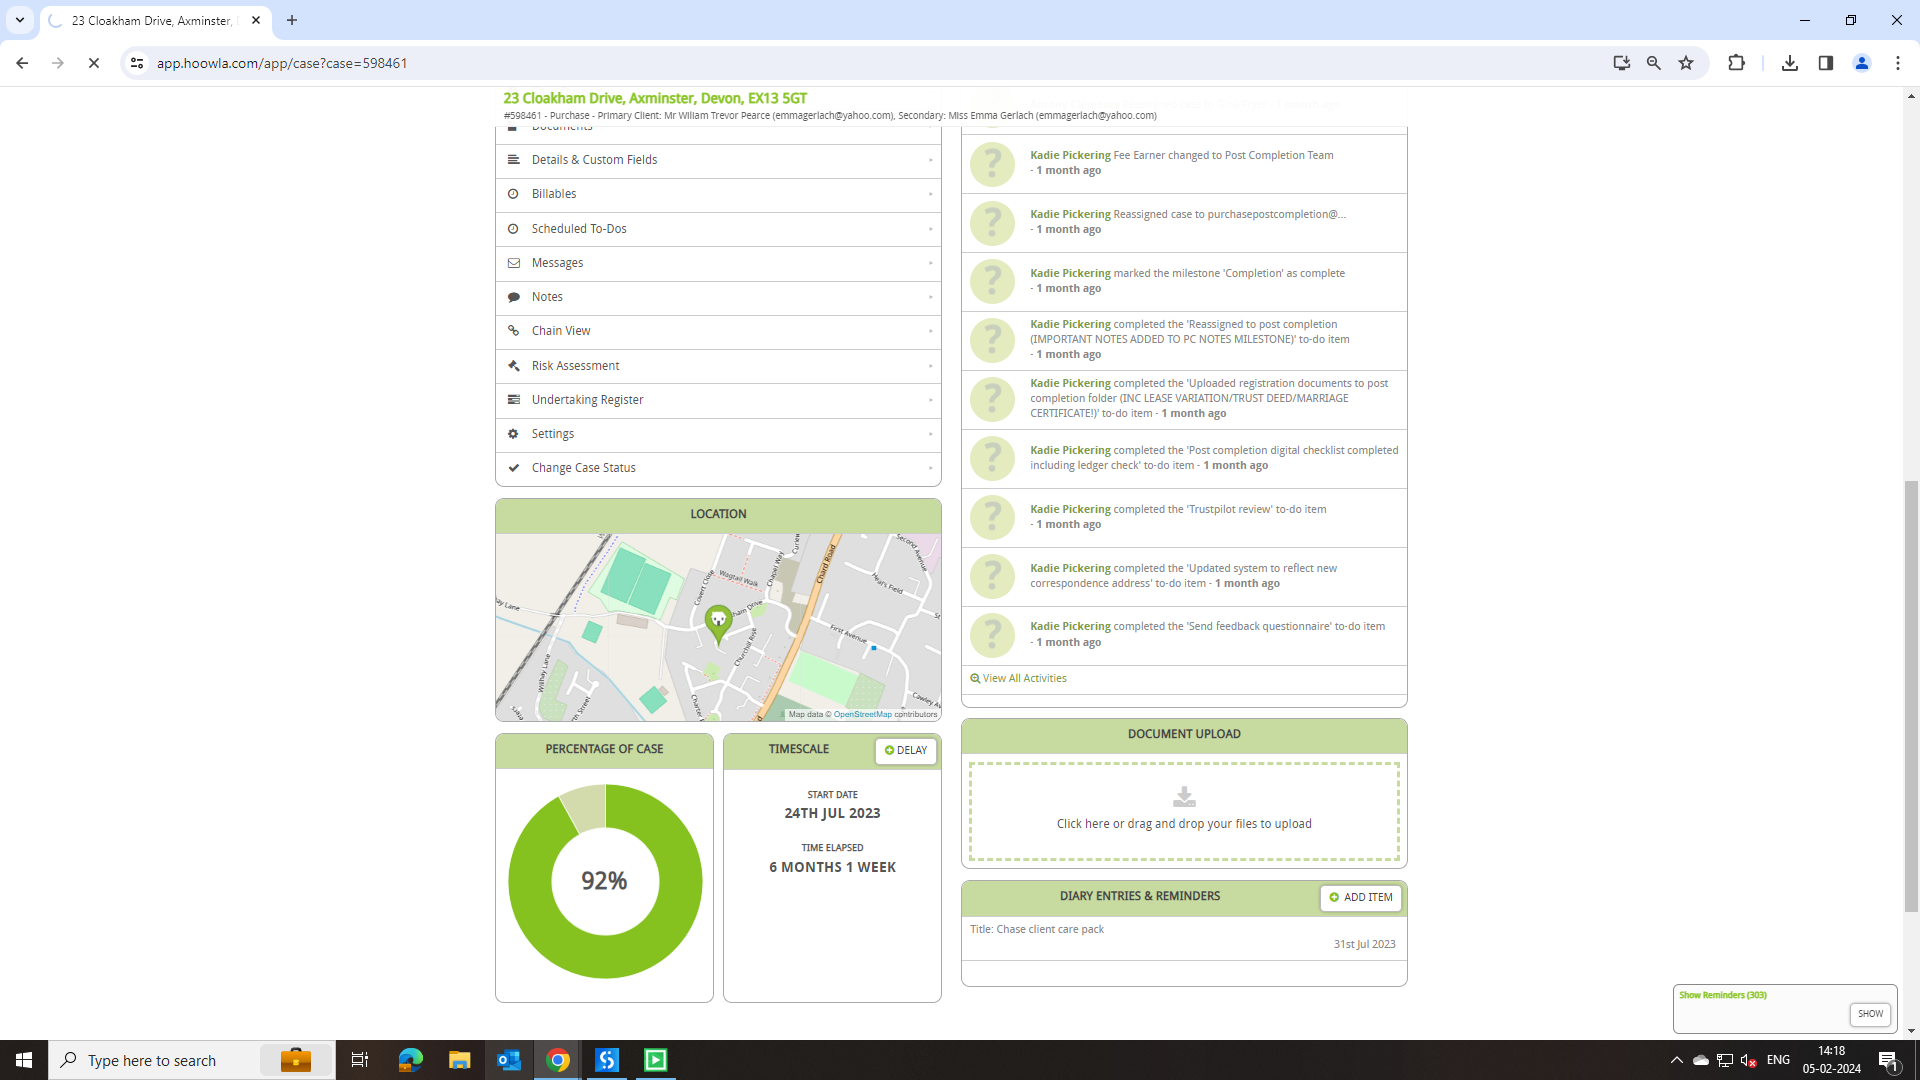 23 Cloakham Drive, Axminster,
app.hoowla.com/app/case?case=598461
23 Cloakham Drive, Axminster, Devon, EX13 5GT
#598461 - Purchase - Primary Client: Mr Wiliam Trevor Pearce (emmagerlach@yahoo.com), Secondary: Miss Emma Gerlach (emmagerlach@yahoo.com)
Documents
Details & Custom Fields
Billables
Scheduled To-Dos
Messages
Notes
Chain View
Risk Assessment
Undertaking Register
Settings
Change Case Status
LOCATION
Wagtail Walk
Covert Close
Chapel Way
Chard Road
Second Avenue
Hears Field
First Avenue
Churchill Rise
Willhay Lane
Map data © OpenStreetMap contributors
PERCENTAGE OF CASE
92%
TIMESCALE
DELAY
START DATE
24TH JUL 2023
TIME ELAPSED
6 MONTHS 1 WEEK
Kadie Pickering Fee Earner changed to Post Completion Team
- 1 month ago
Kadie Pickering Reassigned case to purchasepostcompletion@...
- 1 month ago
Kadie Pickering marked the milestone 'Completion' as complete
- 1 month ago
Kadie Pickering completed the 'Reassigned to post completion
(IMPORTANT NOTES ADDED TO PC NOTES MILESTONE)' to-do item
- 1 month ago
Kadie Pickering completed the 'Uploaded registration documents to post
completion folder (INC LEASE VARIATION/TRUST DEED/MARRIAGE
CERTIFICATE!)' to-do item - 1 month ago
Kadie Pickering completed the 'Post completion digital checklist completed
including ledger check' to-do item - 1 month ago
Kadie Pickering completed the 'Trustpilot review' to-do item
- 1 month ago
Kadie Pickering completed the 'Updated system to reflect new
correspondence address' to-do item - 1 month ago
Kadie Pickering completed the 'Send feedback questionnaire' to-do item
- 1 month ago
View All Activities
DOCUMENT UPLOAD
Click here or drag and drop your files to upload
DIARY ENTRIES & REMINDERS
ADD ITEM
Title: Chase client care pack
31st Jul 2023
Show Reminders (303)
SHOW
Type here to search
ENG
14:18
05-02-2024
1